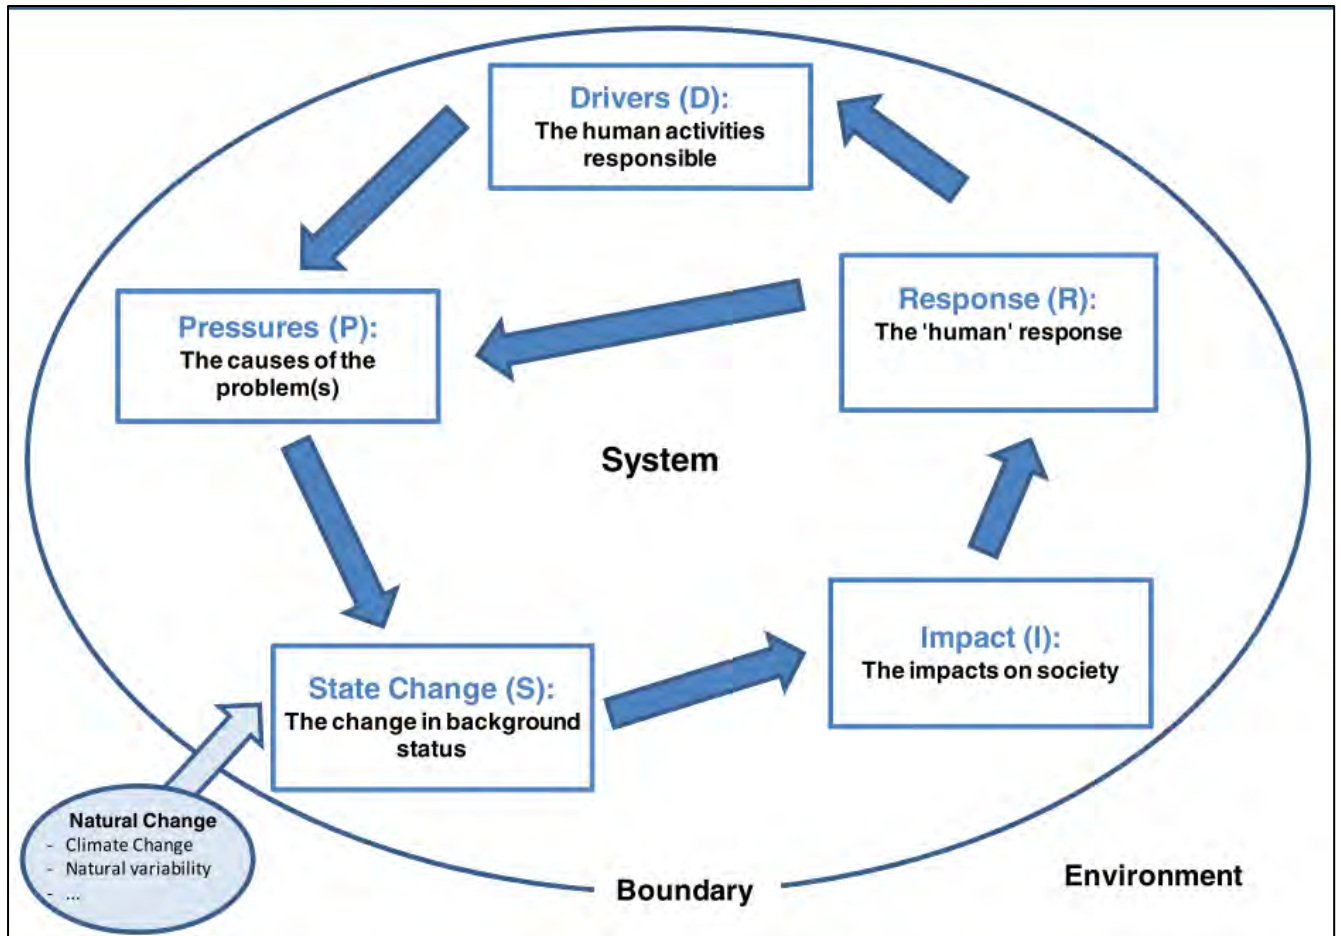 Drivers (D):
The human activities
responsible
Response (R):
The 'human' response
Pressures (P):
The causes of the
problem(s)
System
Impact (I):
The impacts on society
State Change (S):
The change in background
status
Natural Change
- Climate Change
- Natural variability
- ...
Boundary
Environment